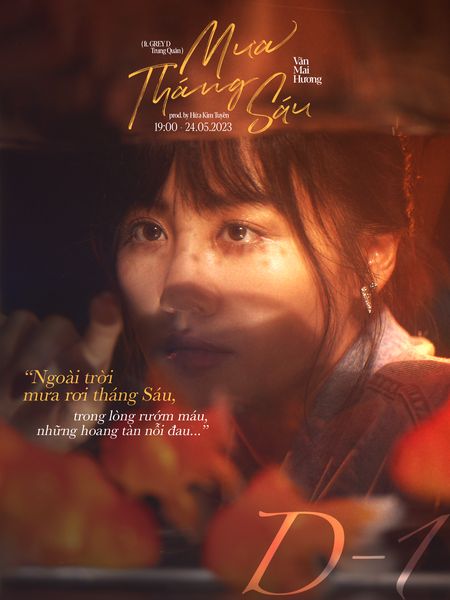 ( ft. GREY D
Trung Quân )
Mưa
Tháng
Sáu
Văn
Mai
Hương
prod. by Hứa Kim Tuyền
19:00 - 24.05.2023
“Ngoài trời
mưa rơi tháng Sáu,
trong lòng rướm máu,
những hoang tàn nỗi đau...”
D-1